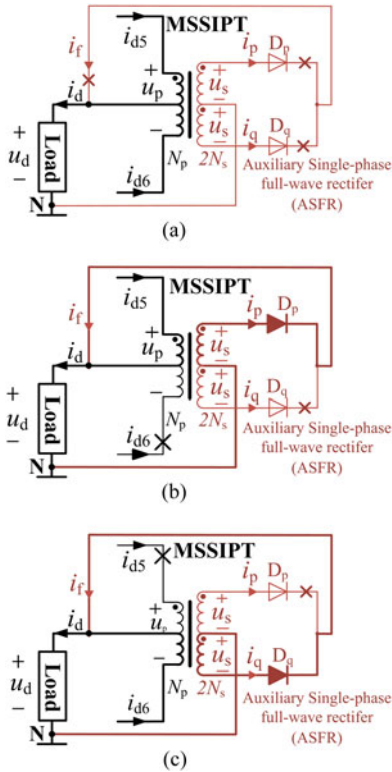 i_d5 MSSIPT
i_f
i_p D_p
i_d
+ u_p −
u_s
u_s
+ u_d −
Load
i_q D_q
N_p 2N_s
i_d6
N
Auxiliary Single-phase
full-wave rectifer
(ASFR)
(a)
i_d5 MSSIPT
i_f
i_p D_p
i_d
+ u_p −
u_s
u_s
+ u_d −
Load
i_q D_q
N_p 2N_s
i_d6
N
Auxiliary Single-phase
full-wave rectifer
(ASFR)
(b)
i_d5 MSSIPT
i_f
i_p D_p
i_d
+ u_p −
u_s
u_s
+ u_d −
Load
i_q D_q
N_p 2N_s
i_d6
N
Auxiliary Single-phase
full-wave rectifer
(ASFR)
(c)